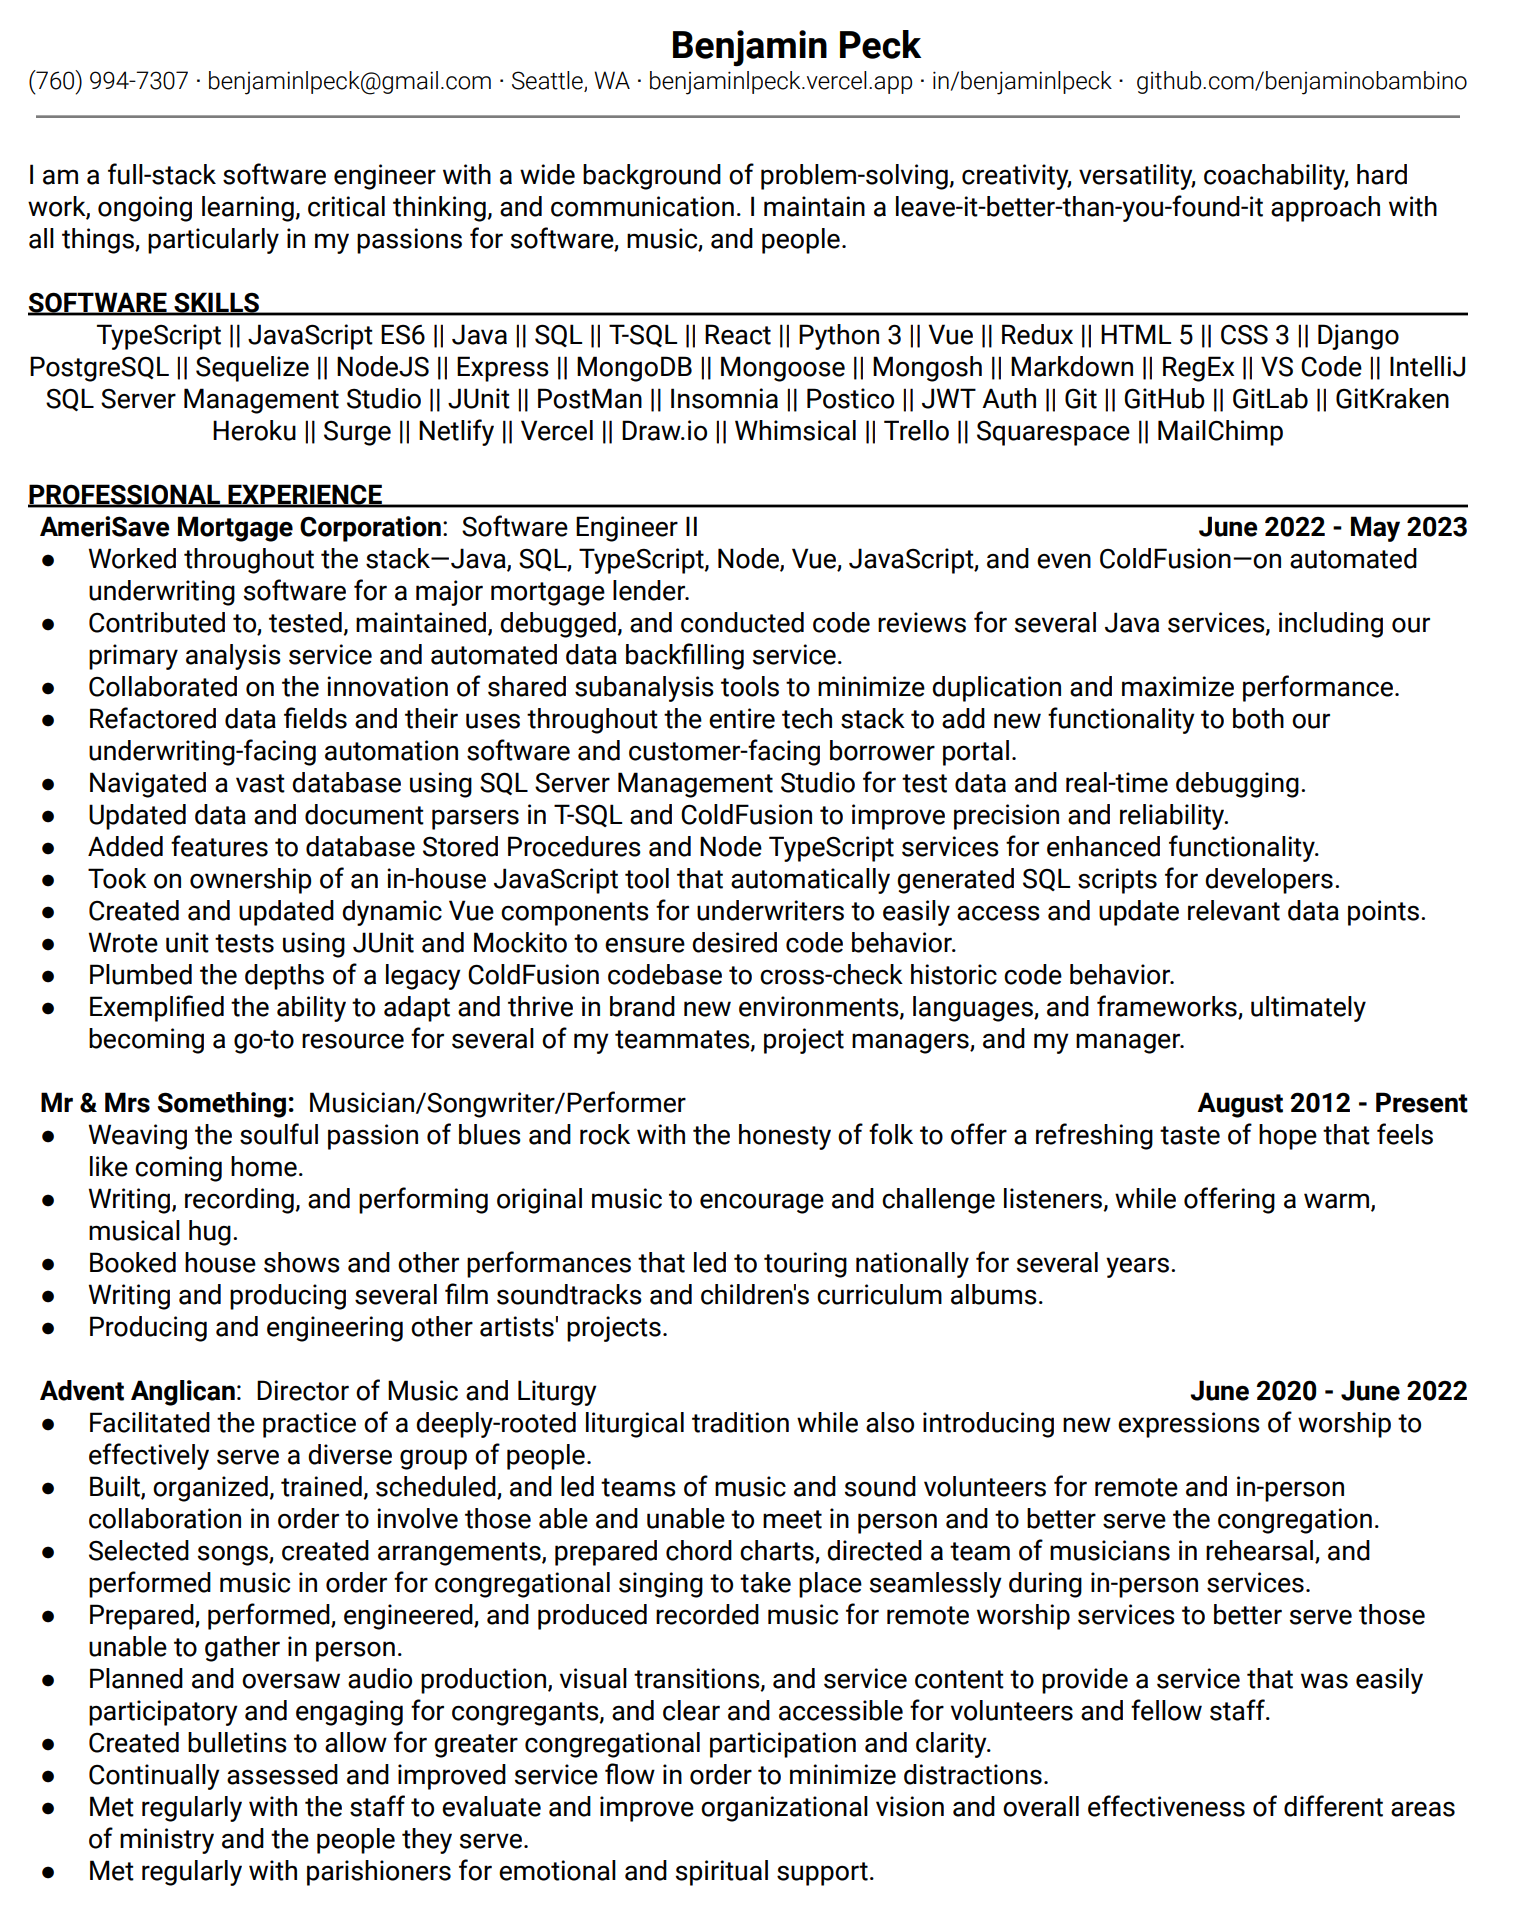 Benjamin Peck
(760) 994-7307 · benjaminlpeck@gmail.com · Seattle, WA · benjaminlpeck.vercel.app · in/benjaminlpeck · github.com/benjaminobambino
I am a full-stack software engineer with a wide background of problem-solving, creativity, versatility, coachability, hard
work, ongoing learning, critical thinking, and communication. I maintain a leave-it-better-than-you-found-it approach with
all things, particularly in my passions for software, music, and people.
SOFTWARE SKILLS
TypeScript || JavaScript ES6 || Java || SQL || T-SQL || React || Python 3 || Vue || Redux || HTML 5 || CSS 3 || Django
PostgreSQL || Sequelize || NodeJS || Express || MongoDB || Mongoose || Mongosh || Markdown || RegEx || VS Code || IntelliJ
SQL Server Management Studio || JUnit || PostMan || Insomnia || Postico || JWT Auth || Git || GitHub || GitLab || GitKraken
Heroku || Surge || Netlify || Vercel || Draw.io || Whimsical || Trello || Squarespace || MailChimp
PROFESSIONAL EXPERIENCE
AmeriSave Mortgage Corporation: Software Engineer II June 2022 - May 2023
● Worked throughout the stack—Java, SQL, TypeScript, Node, Vue, JavaScript, and even ColdFusion—on automated
underwriting software for a major mortgage lender.
● Contributed to, tested, maintained, debugged, and conducted code reviews for several Java services, including our
primary analysis service and automated data backfilling service.
● Collaborated on the innovation of shared subanalysis tools to minimize duplication and maximize performance.
● Refactored data fields and their uses throughout the entire tech stack to add new functionality to both our
underwriting-facing automation software and customer-facing borrower portal.
● Navigated a vast database using SQL Server Management Studio for test data and real-time debugging.
● Updated data and document parsers in T-SQL and ColdFusion to improve precision and reliability.
● Added features to database Stored Procedures and Node TypeScript services for enhanced functionality.
● Took on ownership of an in-house JavaScript tool that automatically generated SQL scripts for developers.
● Created and updated dynamic Vue components for underwriters to easily access and update relevant data points.
● Wrote unit tests using JUnit and Mockito to ensure desired code behavior.
● Plumbed the depths of a legacy ColdFusion codebase to cross-check historic code behavior.
● Exemplified the ability to adapt and thrive in brand new environments, languages, and frameworks, ultimately
becoming a go-to resource for several of my teammates, project managers, and my manager.
Mr & Mrs Something: Musician/Songwriter/Performer August 2012 - Present
● Weaving the soulful passion of blues and rock with the honesty of folk to offer a refreshing taste of hope that feels
like coming home.
● Writing, recording, and performing original music to encourage and challenge listeners, while offering a warm,
musical hug.
● Booked house shows and other performances that led to touring nationally for several years.
● Writing and producing several film soundtracks and children's curriculum albums.
● Producing and engineering other artists' projects.
Advent Anglican: Director of Music and Liturgy June 2020 - June 2022
● Facilitated the practice of a deeply-rooted liturgical tradition while also introducing new expressions of worship to
effectively serve a diverse group of people.
● Built, organized, trained, scheduled, and led teams of music and sound volunteers for remote and in-person
collaboration in order to involve those able and unable to meet in person and to better serve the congregation.
● Selected songs, created arrangements, prepared chord charts, directed a team of musicians in rehearsal, and
performed music in order for congregational singing to take place seamlessly during in-person services.
● Prepared, performed, engineered, and produced recorded music for remote worship services to better serve those
unable to gather in person.
● Planned and oversaw audio production, visual transitions, and service content to provide a service that was easily
participatory and engaging for congregants, and clear and accessible for volunteers and fellow staff.
● Created bulletins to allow for greater congregational participation and clarity.
● Continually assessed and improved service flow in order to minimize distractions.
● Met regularly with the staff to evaluate and improve organizational vision and overall effectiveness of different areas
of ministry and the people they serve.
● Met regularly with parishioners for emotional and spiritual support.